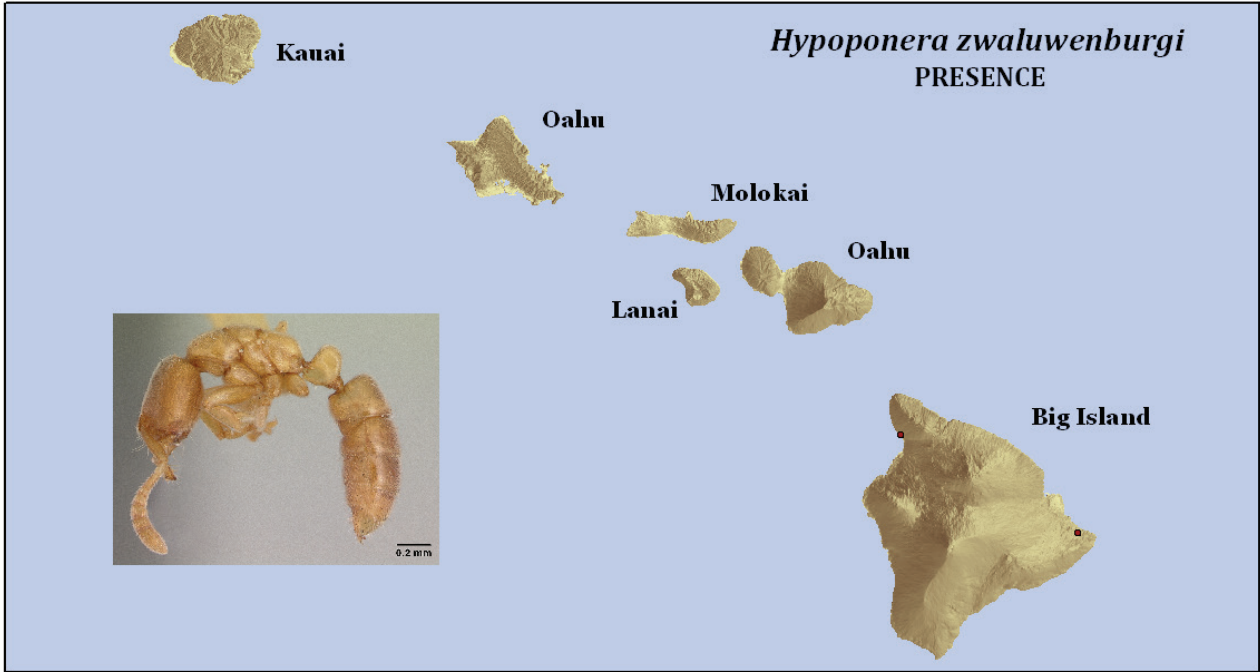 Hypoponera zwaluwenburgi
PRESENCE
Kauai
Oahu
Molokai
Oahu
Lanai
Big Island
0.2 mm